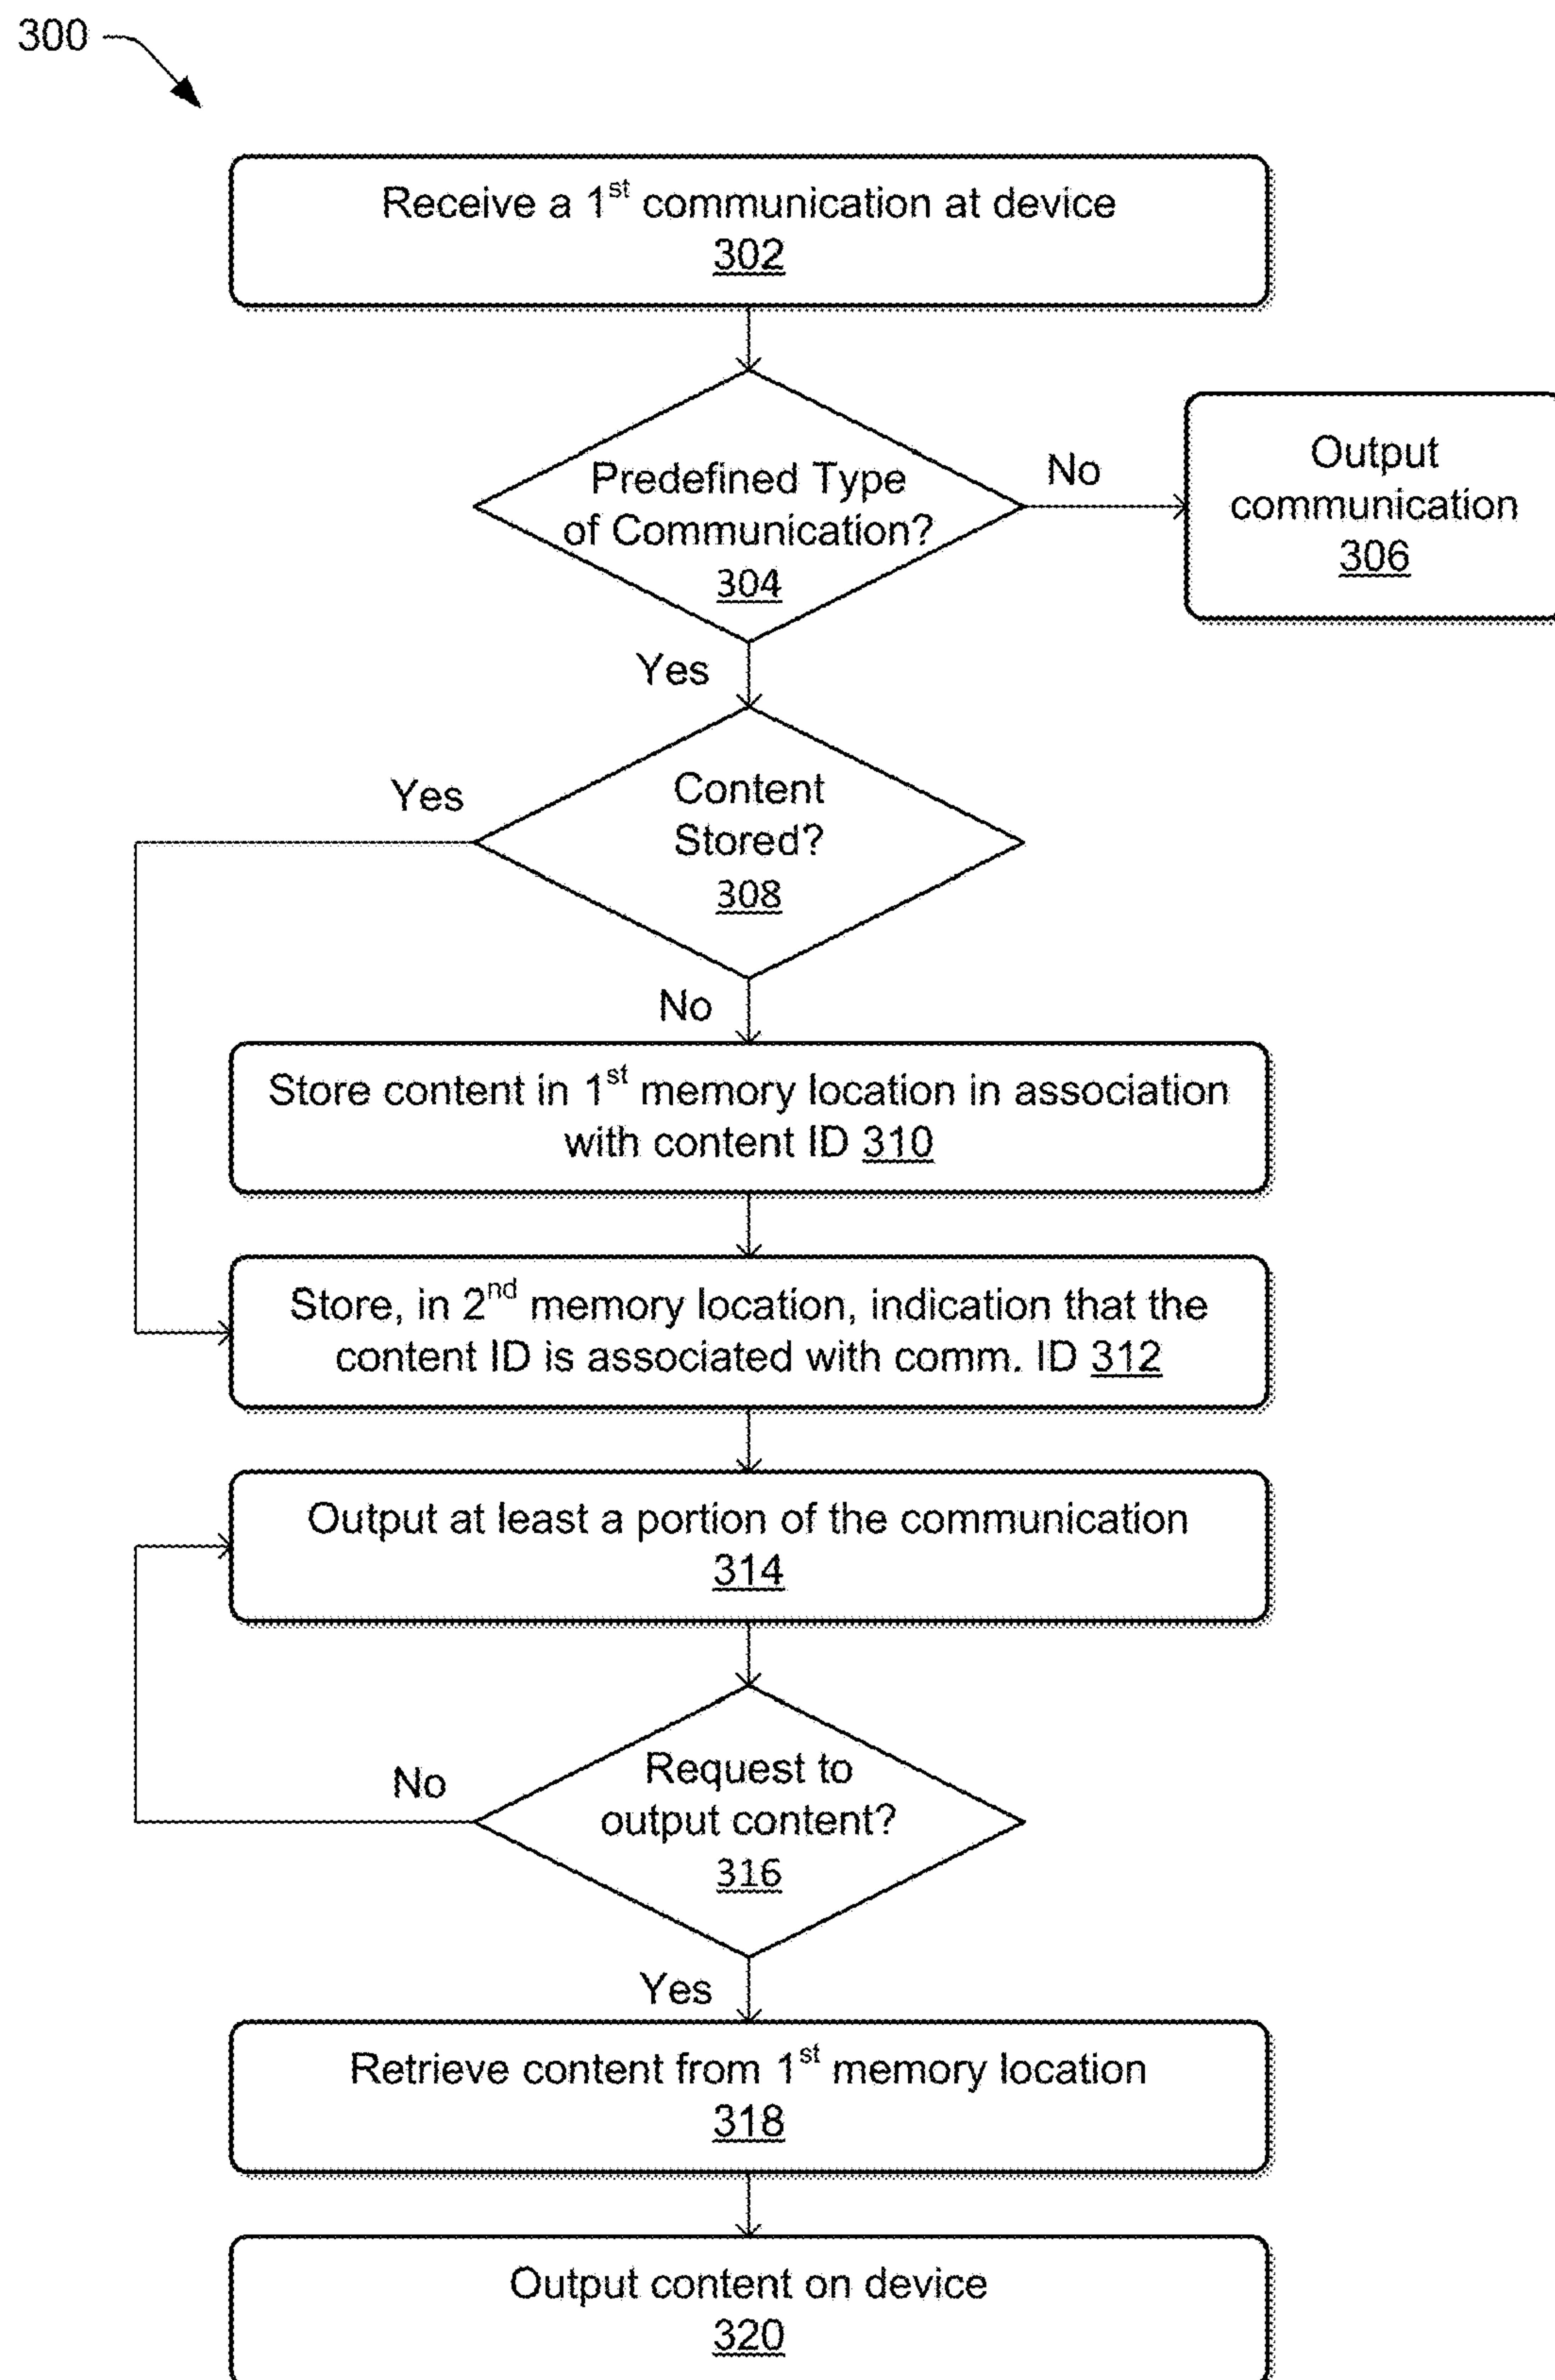 300
Receive a 1st communication at device
302
Predefined Type
of Communication?
304
No
Output
communication
306
Yes
Content
Stored?
308
Yes
No
Store content in 1st memory location in association
with content ID 310
Store, in 2nd memory location, indication that the
content ID is associated with comm. ID 312
Output at least a portion of the communication
314
Request to
output content?
316
No
Yes
Retrieve content from 1st memory location
318
Output content on device
320